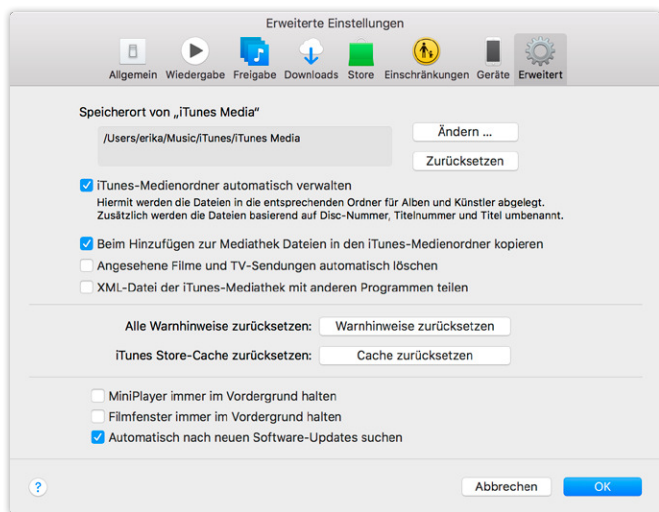 Erweiterte Einstellungen
Allgemein Wiedergabe Freigabe Downloads Store Einschränkungen Geräte Erweitert
Speicherort von „iTunes Media“
/Users/erika/Music/iTunes/iTunes Media
Ändern ...
Zurücksetzen
iTunes-Medienordner automatisch verwalten
Hiermit werden die Dateien in die entsprechenden Ordner für Alben und Künstler abgelegt.
Zusätzlich werden die Dateien basierend auf Disc-Nummer, Titelnummer und Titel umbenannt.
Beim Hinzufügen zur Mediathek Dateien in den iTunes-Medienordner kopieren
Angesehene Filme und TV-Sendungen automatisch löschen
XML-Datei der iTunes-Mediathek mit anderen Programmen teilen
Alle Warnhinweise zurücksetzen: Warnhinweise zurücksetzen
iTunes Store-Cache zurücksetzen: Cache zurücksetzen
MiniPlayer immer im Vordergrund halten
Filmfenster immer im Vordergrund halten
Automatisch nach neuen Software-Updates suchen
? Abbrechen OK